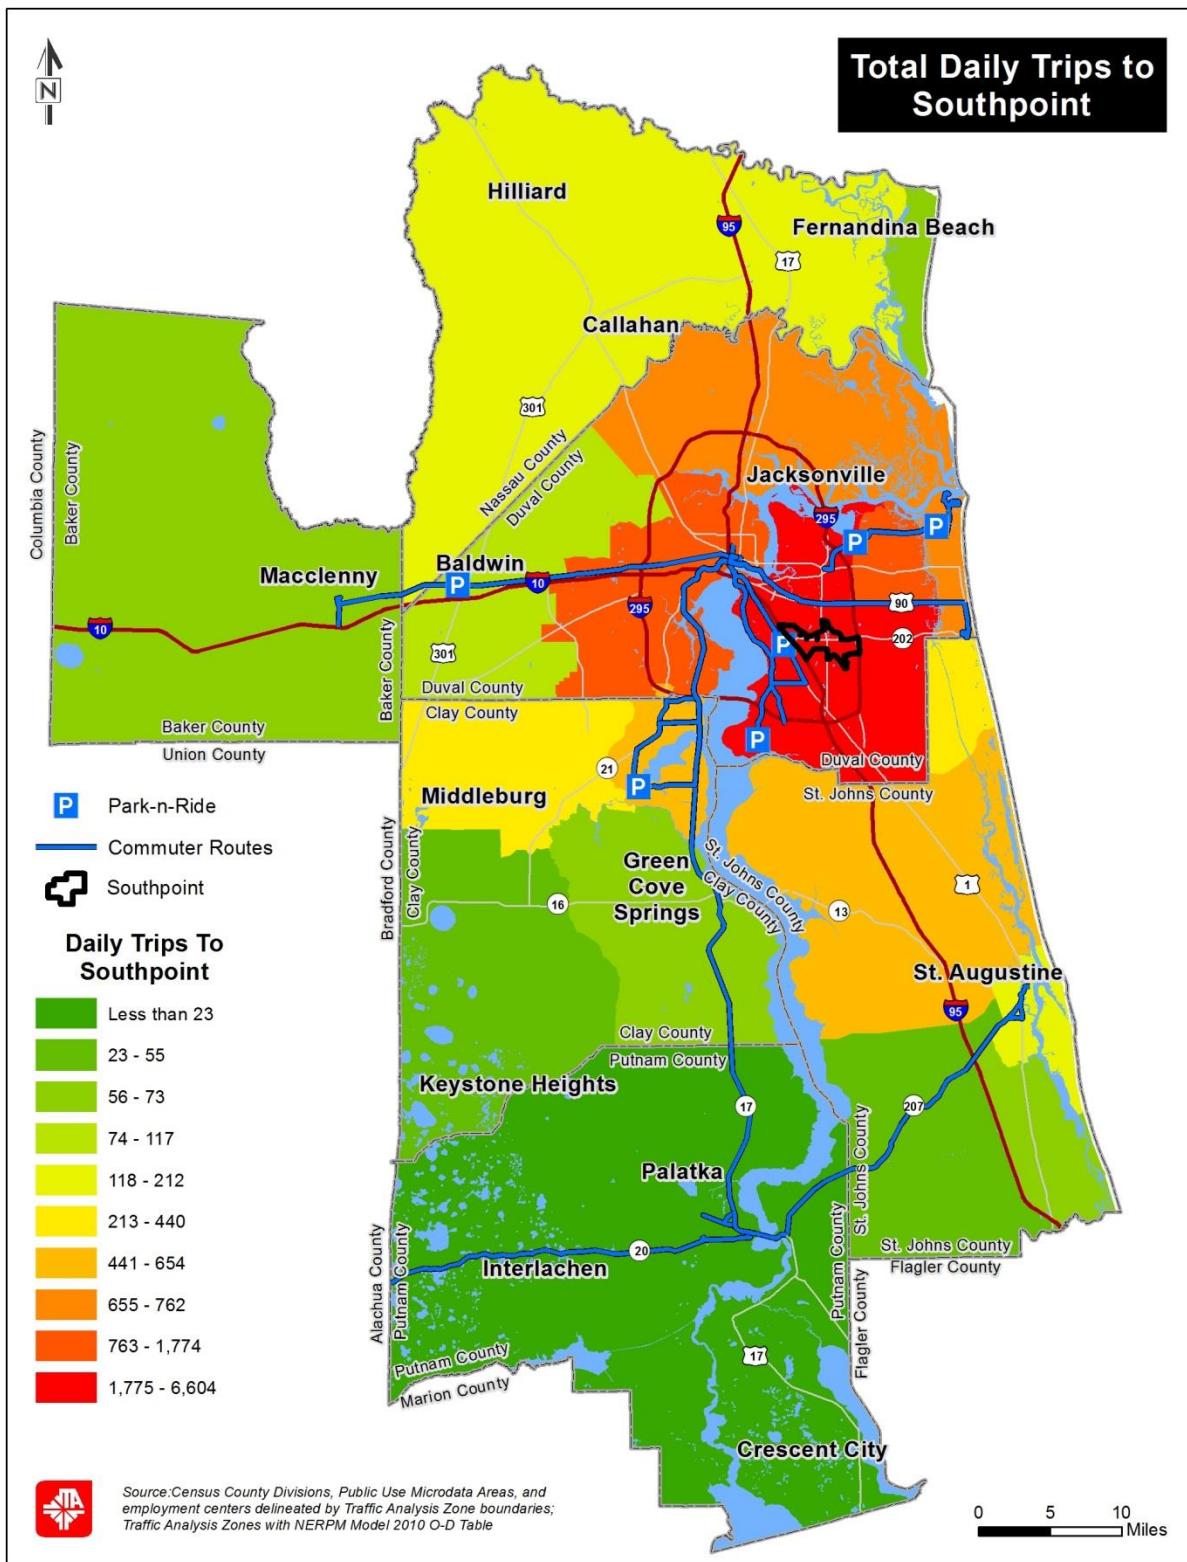 Total Daily Trips to
Southpoint
N
Hilliard
95
Fernandina Beach
17
Callahan
301
Nassau County
Duval County
Jacksonville
295
P
P
Columbia County
Baker County
Macclenny
Baldwin
P
10
295
90
10
P
202
301
Baker County
Duval County
Clay County
Baker County
Union County
P
Duval County
St. Johns County
21
P
Middleburg
P Park-n-Ride
Commuter Routes
Southpoint
Bradford County
Clay County
Green
Cove
Springs
St. Johns County
Clay County
1
16
13
St. Augustine
95
Daily Trips To
Southpoint
Less than 23
23 - 55
56 - 73
74 - 117
118 - 212
213 - 440
441 - 654
655 - 762
763 - 1,774
1,775 - 6,604
Clay County
Putnam County
Keystone Heights
17
207
St. Johns County
Putnam County
Palatka
20
Interlachen
St. Johns County
Flagler County
Alachua County
Putnam County
Flagler County
Putnam County
Marion County
17
Crescent City
JTA
Source:Census County Divisions, Public Use Microdata Areas, and
employment centers delineated by Traffic Analysis Zone boundaries;
Traffic Analysis Zones with NERPM Model 2010 O-D Table
0 5 10
Miles